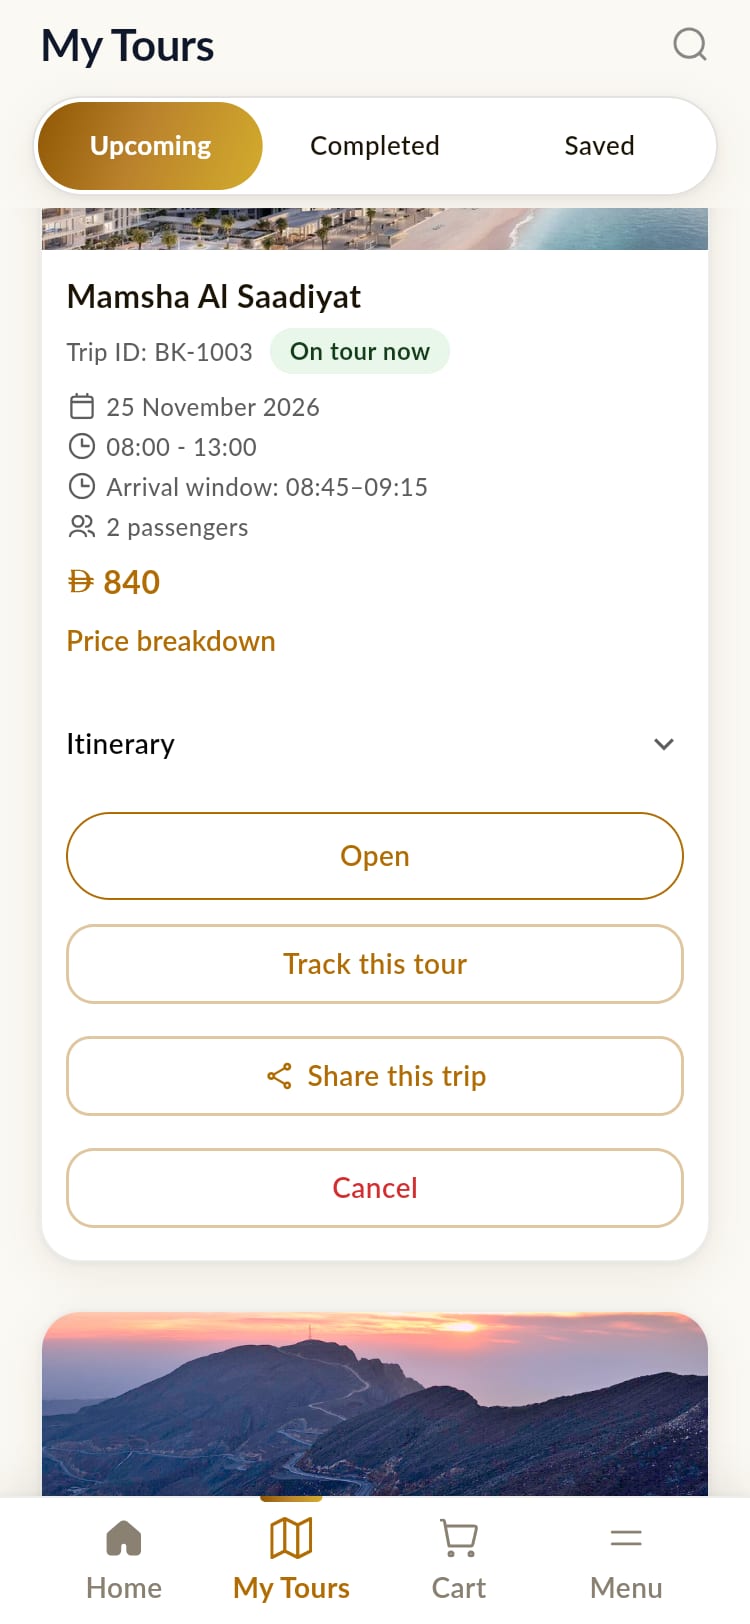 My Tours
Upcoming
Completed
Saved
Mamsha Al Saadiyat
Trip ID: BK-1003
On tour now
25 November 2026
08:00 - 13:00
Arrival window: 08:45–09:15
2 passengers
840
Price breakdown
Itinerary
Open
Track this tour
Share this trip
Cancel
Home
My Tours
Cart
Menu